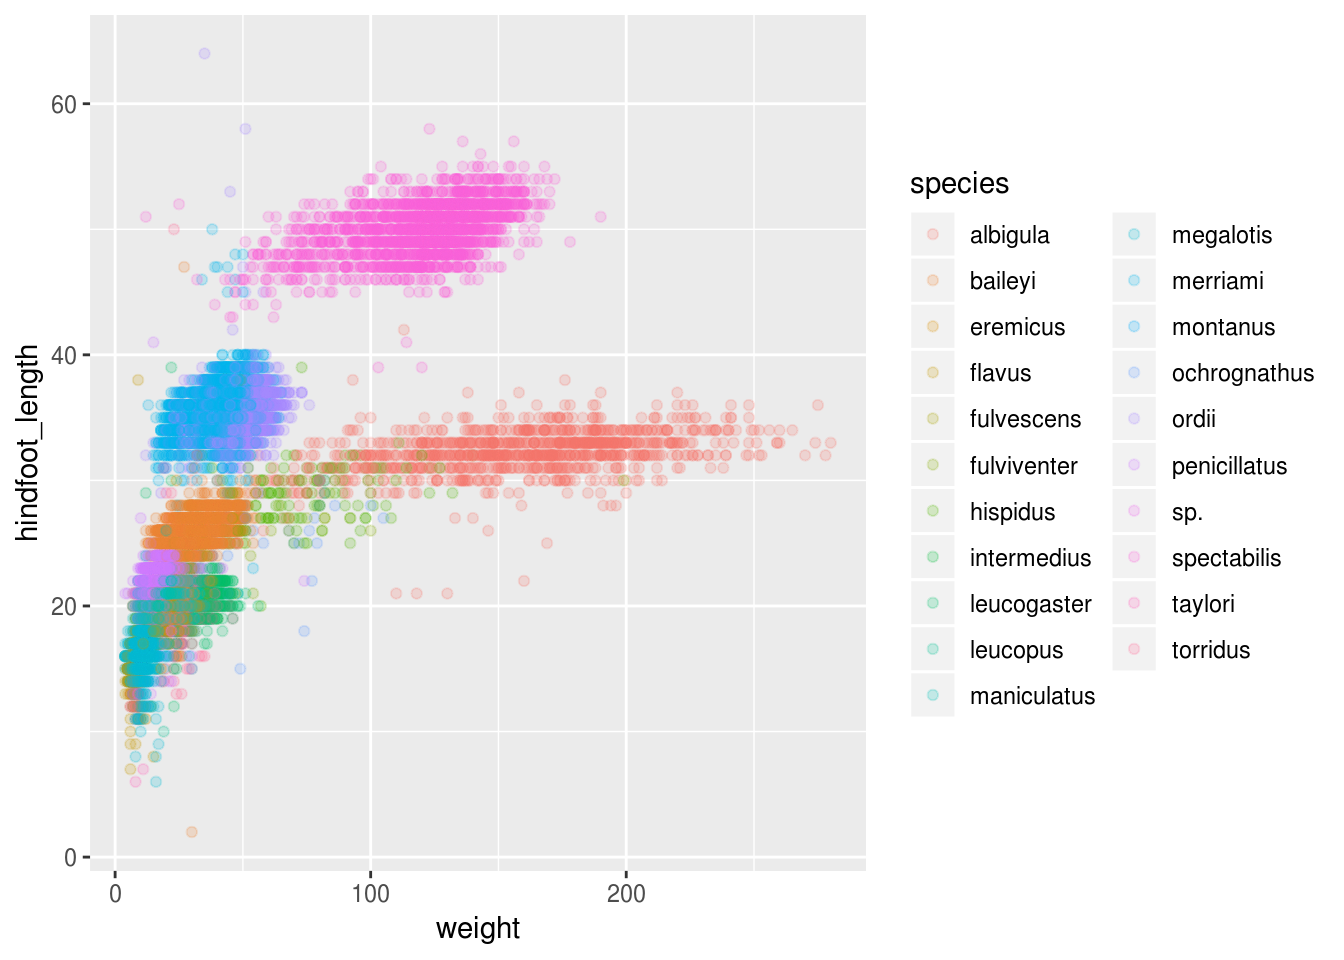 60
40
20
0
hindfoot_length
0 100 200
weight
species
albigula
baileyi
eremicus
flavus
fulvescens
fulviventer
hispidus
intermedius
leucogaster
leucopus
maniculatus
megalotis
merriami
montanus
ochrognathus
ordii
penicillatus
sp.
spectabilis
taylori
torridus